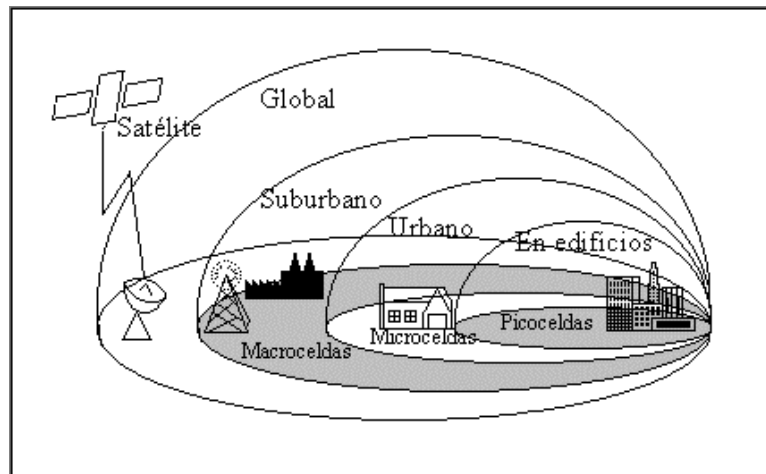 Global
Satélite
Suburbano
Urbano
En edificios
Picoceldas
Microceldas
Macroceldas